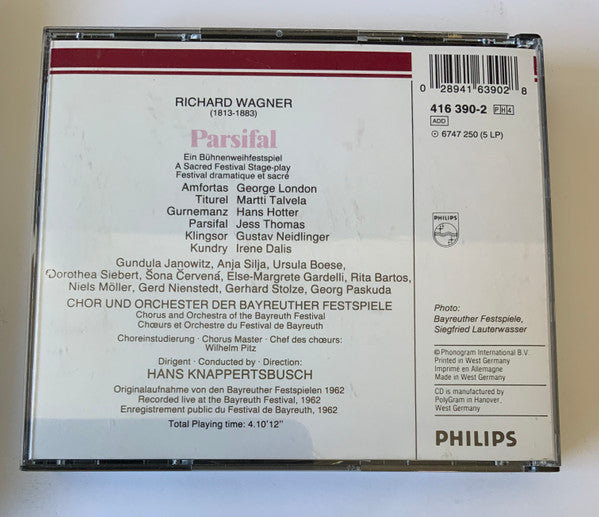 RICHARD WAGNER
(1813-1883)
Parsifal
Ein Bühnenweihfestspiel
A Sacred Festival Stage-play
Festival dramatique et sacré
Amfortas George London
Titurel Martti Talvela
Gurnemanz Hans Hotter
Parsifal Jess Thomas
Klingsor Gustav Neidlinger
Kundry Irene Dalis
Gundula Janowitz, Anja Silja, Ursula Boese,
Dorothea Siebert, Šona Červená, Else-Margrete Gardelli, Rita Bartos,
Niels Möller, Gerd Nienstedt, Gerhard Stolze, Georg Paskuda
CHOR UND ORCHESTER DER BAYREUTHER FESTSPIELE
Chorus and Orchestra of the Bayreuth Festival
Chœurs et Orchestre du Festival de Bayreuth
Choreinstudierung · Chorus Master · Chef des chœurs:
Wilhelm Pitz
Dirigent · Conducted by · Direction:
HANS KNAPPERTSBUSCH
Originalaufnahme von den Bayreuther Festspielen 1962
Recorded live at the Bayreuth Festival, 1962
Enregistrement public du Festival de Bayreuth, 1962
Total Playing time: 4.10'12"
0 28941 63902 8
416 390-2 PH4
ADD
℗ 6747 250 (5 LP)
PHILIPS
Photo:
Bayreuther Festspiele,
Siegfried Lauterwasser
©Phonogram International B.V.
Printed in West Germany
Imprimé en Allemagne
Made in West Germany
CD is manufactured by
PolyGram in Hanover,
West Germany
PHILIPS